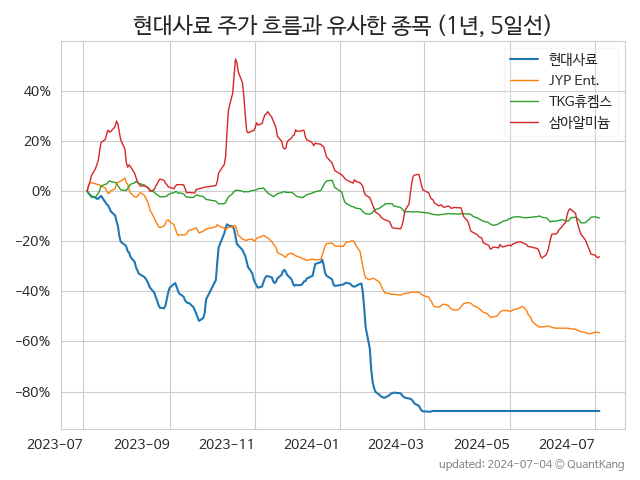 현대사료 주가 흐름과 유사한 종목 (1년, 5일선)
현대사료
JYP Ent.
TKG휴켐스
삼아알미늄
40%
20%
0%
−20%
−40%
−60%
−80%
2023-07
2023-09
2023-11
2024-01
2024-03
2024-05
2024-07
updated: 2024-07-04 © QuantKang